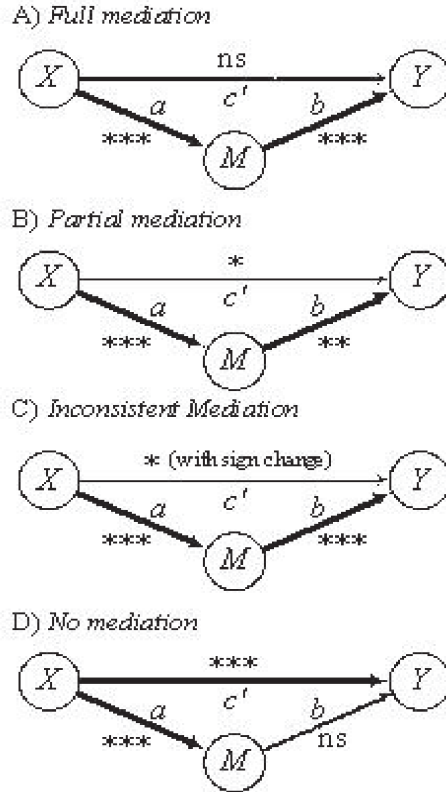 A) Full mediation
ns
X Y
a c' b
*** M ***
B) Partial mediation
*
X Y
a c' b
*** M **
C) Inconsistent Mediation
* (with sign change)
X Y
a c' b
*** M ***
D) No mediation
***
X Y
a c' b
*** M ns